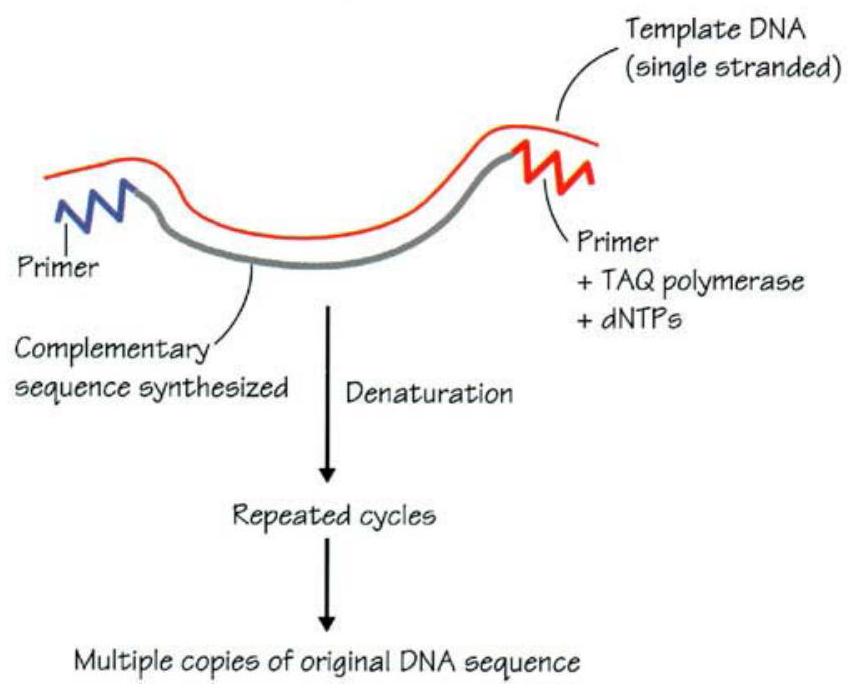 Template DNA
(single stranded)
Primer
Primer
+ TAQ polymerase
+ dNTPs
Complementary
sequence synthesized
Denaturation
Repeated cycles
Multiple copies of original DNA sequence